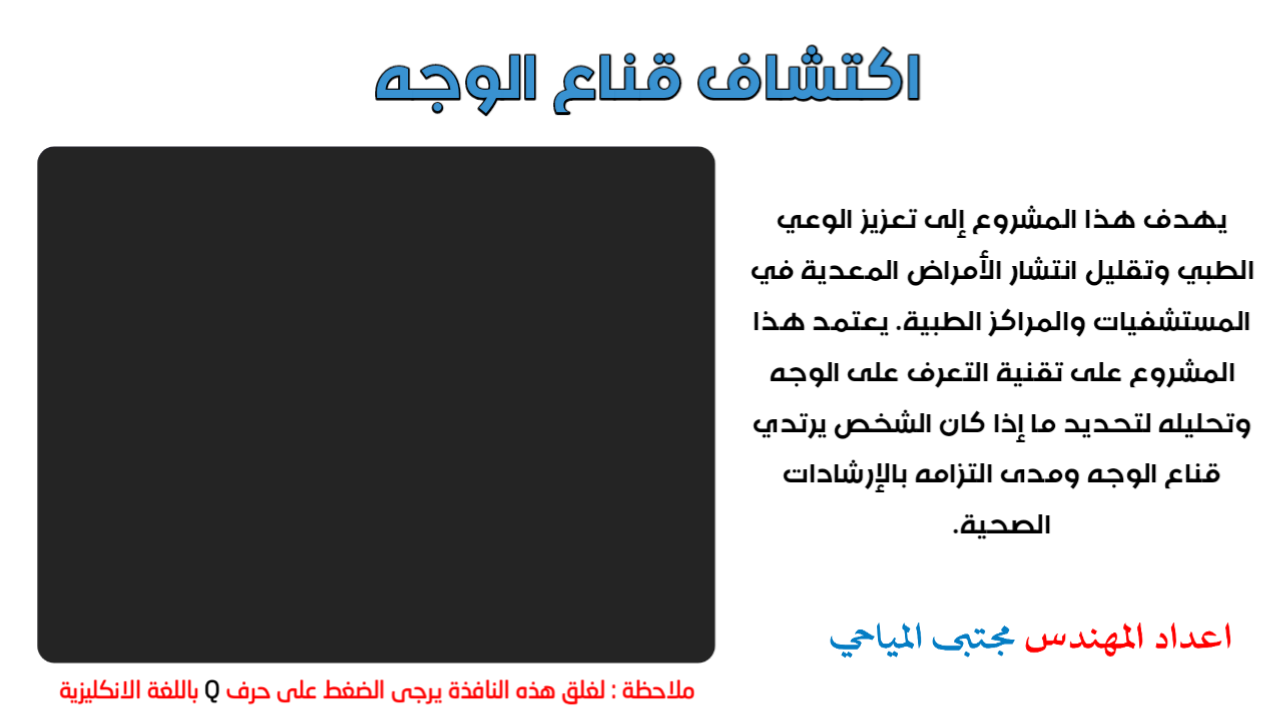 اكتشاف قناع الوجه
يهدف هذا المشروع إلى تعزيز الوعي
الطبي وتقليل انتشار الأمراض المعدية في
المستشفيات والمراكز الطبية. يعتمد هذا
المشروع على تقنية التعرف على الوجه
وتحليله لتحديد ما إذا كان الشخص يرتدي
قناع الوجه ومدى التزامه بالإرشادات
الصحية.
اعداد المهندس مجتبى المياحي
ملاحظة : لغلق هذه النافذة يرجى الضغط على حرف Q باللغة الانكليزية